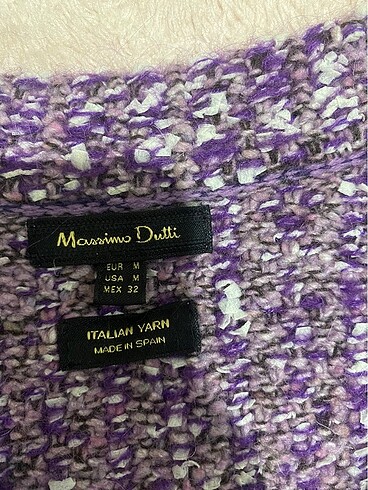 Massimo Dutti
EUR M
USA M
MEX 32
ITALIAN YARN
MADE IN SPAIN